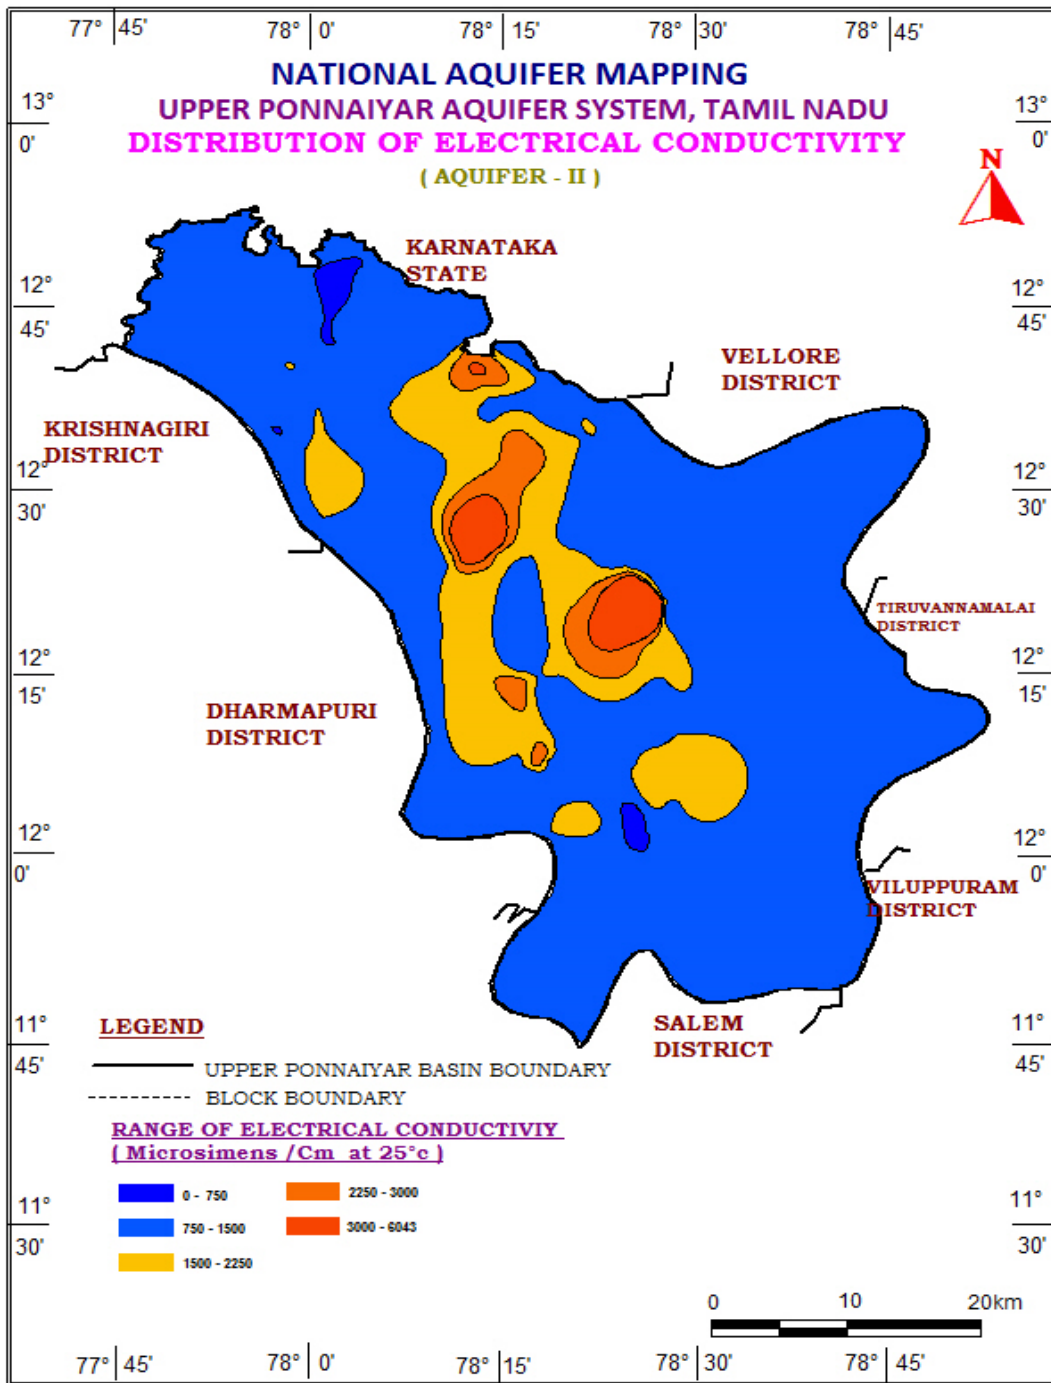 77° 45' 78° 0' 78° 15' 78° 30' 78° 45'
NATIONAL AQUIFER MAPPING
UPPER PONNAIYAR AQUIFER SYSTEM, TAMIL NADU
DISTRIBUTION OF ELECTRICAL CONDUCTIVITY
( AQUIFER - II )
13° 0'
13° 0'
N
KARNATAKA
STATE
12° 45'
12° 45'
VELLORE
DISTRICT
KRISHNAGIRI
DISTRICT
12° 30'
12° 30'
TIRUVANNAMALAI
DISTRICT
12° 15'
12° 15'
DHARMAPURI
DISTRICT
12° 0'
12° 0'
VILUPPURAM
DISTRICT
SALEM
DISTRICT
11° 45'
11° 45'
LEGEND
UPPER PONNAIYAR BASIN BOUNDARY
BLOCK BOUNDARY
RANGE OF ELECTRICAL CONDUCTIVIY
( Microsimens /Cm at 25°c )
0 - 750
2250 - 3000
750 - 1500
3000 - 6043
1500 - 2250
11° 30'
11° 30'
0 10 20km
77° 45' 78° 0' 78° 15' 78° 30' 78° 45'